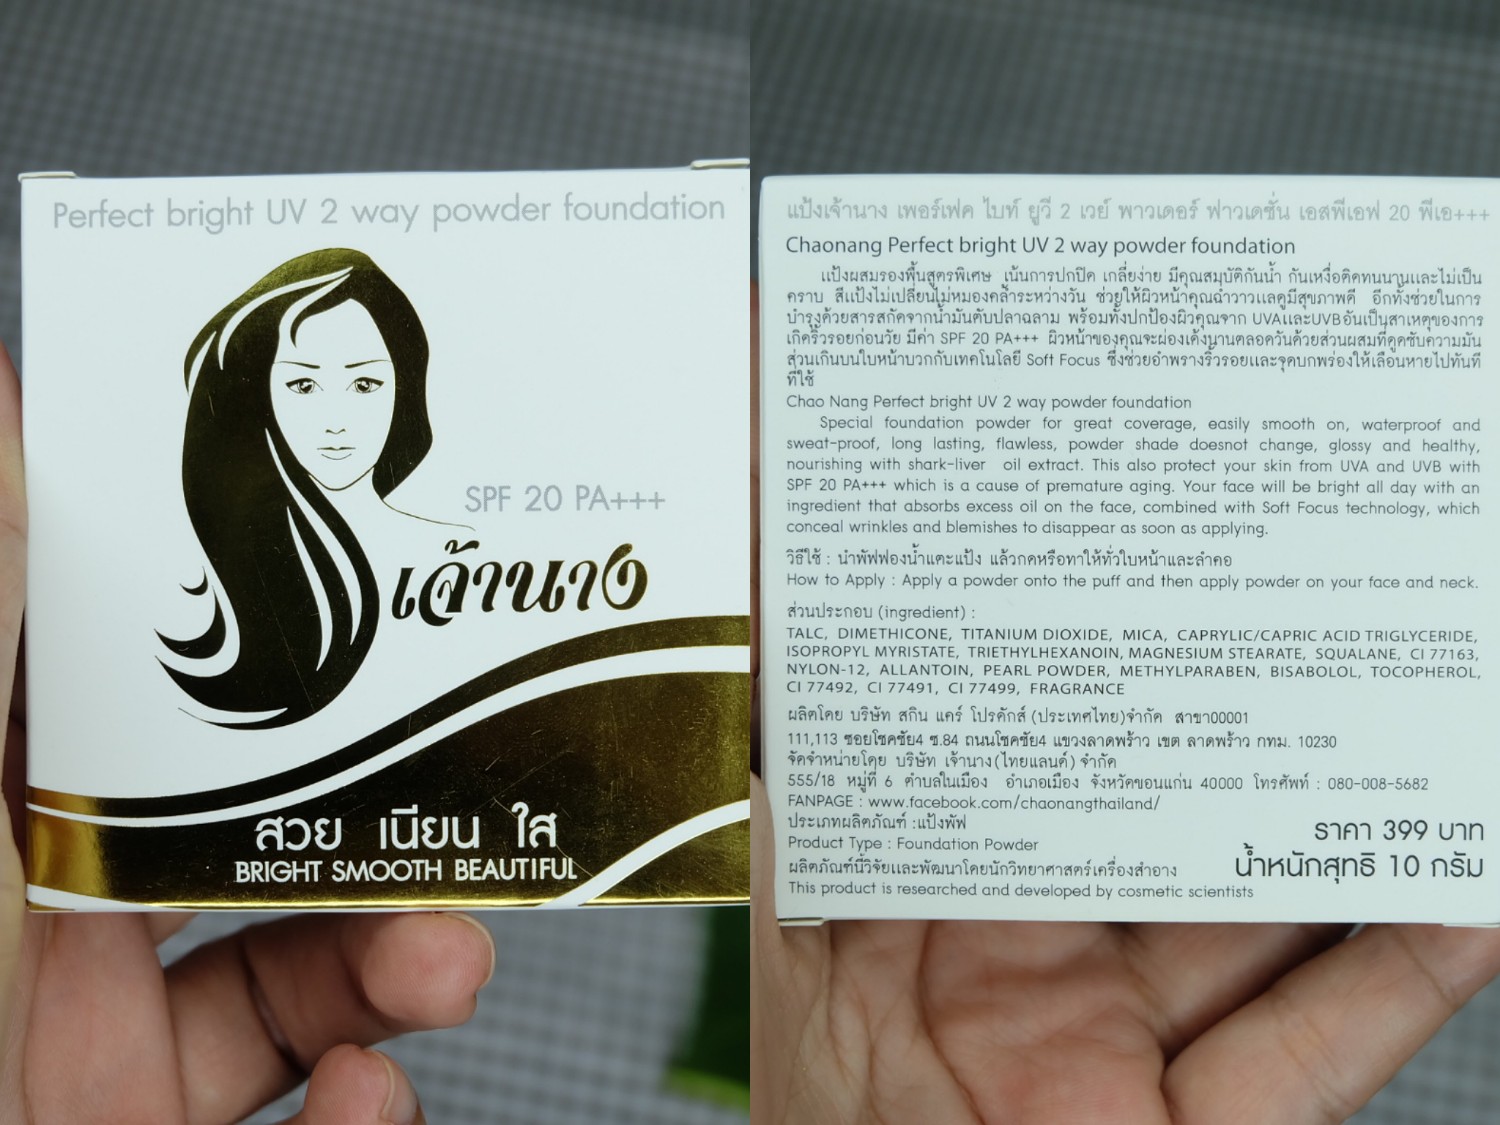 Perfect bright UV 2 way powder foundation
SPF 20 PA+++
เจ้านาง
สวย เนียน ใส
BRIGHT SMOOTH BEAUTIFUL
แป้งเจ้านาง เพอร์เฟค ไบท์ ยูวี 2 เวย์ พาวเดอร์ ฟาวเดชั่น เอสพีเอฟ 20 พีเอ+++
Chaonang Perfect bright UV 2 way powder foundation
แป้งผสมรองพื้นสูตรพิเศษ เน้นการปกปิด เกลี่ยง่าย มีคุณสมบัติกันน้ำ กันเหงื่อติดทนนานและไม่เป็น
คราบ สีแป้งไม่เปลี่ยนไม่หมองคล้ำระหว่างวัน ช่วยให้ผิวหน้าคุณฉ่ำวาวแลดูมีสุขภาพดี อีกทั้งช่วยในการ
บำรุงด้วยสารสกัดจากน้ำมันตับปลาฉลาม พร้อมทั้งปกป้องผิวคุณจาก UVAและUVBอันเป็นสาเหตุของการ
เกิดริ้วรอยก่อนวัย มีค่า SPF 20 PA+++ ผิวหน้าของคุณจะผ่องเด้งนานตลอดวันด้วยส่วนผสมที่ดูดซับความมัน
ส่วนเกินบนใบหน้าบวกกับเทคโนโลยี Soft Focus ซึ่งช่วยอำพรางริ้วรอยและจุดบกพร่องให้เลือนหายไปทันที
ที่ใช้
Chao Nang Perfect bright UV 2 way powder foundation
Special foundation powder for great coverage, easily smooth on, waterproof and
sweat-proof, long lasting, flawless, powder shade doesnot change, glossy and healthy,
nourishing with shark-liver oil extract. This also protect your skin from UVA and UVB with
SPF 20 PA+++ which is a cause of premature aging. Your face will be bright all day with an
ingredient that absorbs excess oil on the face, combined with Soft Focus technology, which
conceal wrinkles and blemishes to disappear as soon as applying.
วิธีใช้ : นำพัฟฟองน้ำแตะแป้ง แล้วกดหรือทาให้ทั่วใบหน้าและลำคอ
How to Apply : Apply a powder onto the puff and then apply powder on your face and neck.
ส่วนประกอบ (ingredient) :
TALC, DIMETHICONE, TITANIUM DIOXIDE, MICA, CAPRYLIC/CAPRIC ACID TRIGLYCERIDE,
ISOPROPYL MYRISTATE, TRIETHYLHEXANOIN, MAGNESIUM STEARATE, SQUALANE, CI 77163,
NYLON-12, ALLANTOIN, PEARL POWDER, METHYLPARABEN, BISABOLOL, TOCOPHEROL,
CI 77492, CI 77491, CI 77499, FRAGRANCE
ผลิตโดย บริษัท สกิน แคร์ โปรดักส์ (ประเทศไทย)จำกัด สาขา00001
111,113 ซอยโชคชัย4 ซ.84 ถนนโชคชัย4 แขวงลาดพร้าว เขต ลาดพร้าว กทม. 10230
จัดจำหน่ายโดย บริษัท เจ้านาง(ไทยแลนด์) จำกัด
555/18 หมู่ที่ 6 ตำบลในเมือง อำเภอเมือง จังหวัดขอนแก่น 40000 โทรศัพท์ : 080-008-5682
FANPAGE : www.facebook.com/chaonangthailand/
ประเภทผลิตภัณฑ์ :แป้งพัฟ
Product Type : Foundation Powder
ราคา 399 บาท
น้ำหนักสุทธิ 10 กรัม
ผลิตภัณฑ์นี้วิจัยและพัฒนาโดยนักวิทยาศาสตร์เครื่องสำอาง
This product is researched and developed by cosmetic scientists